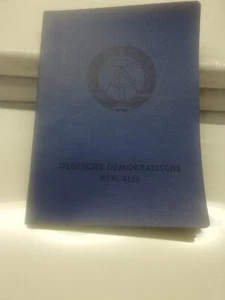 DEUTSCHE DEMOKRATISCHE
REPUBLIK